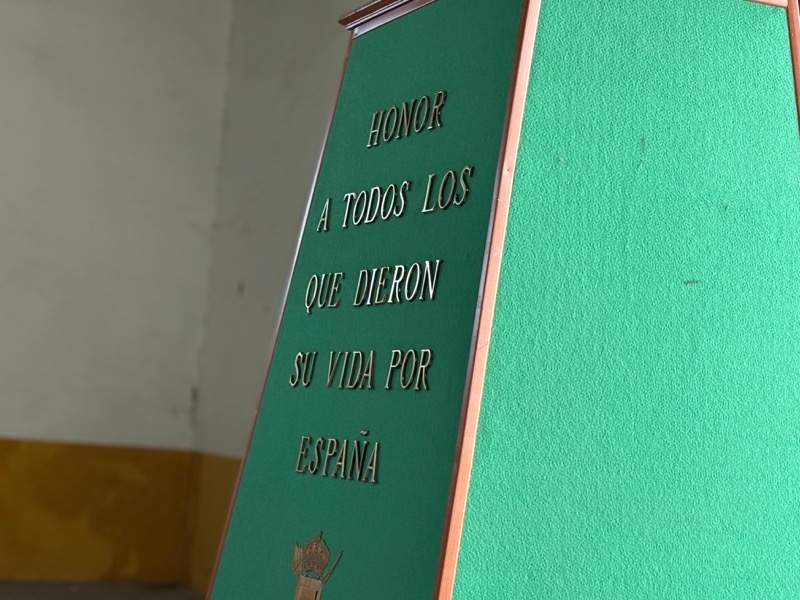 HONOR
A TODOS LOS
QUE DIERON
SU VIDA POR
ESPAÑA